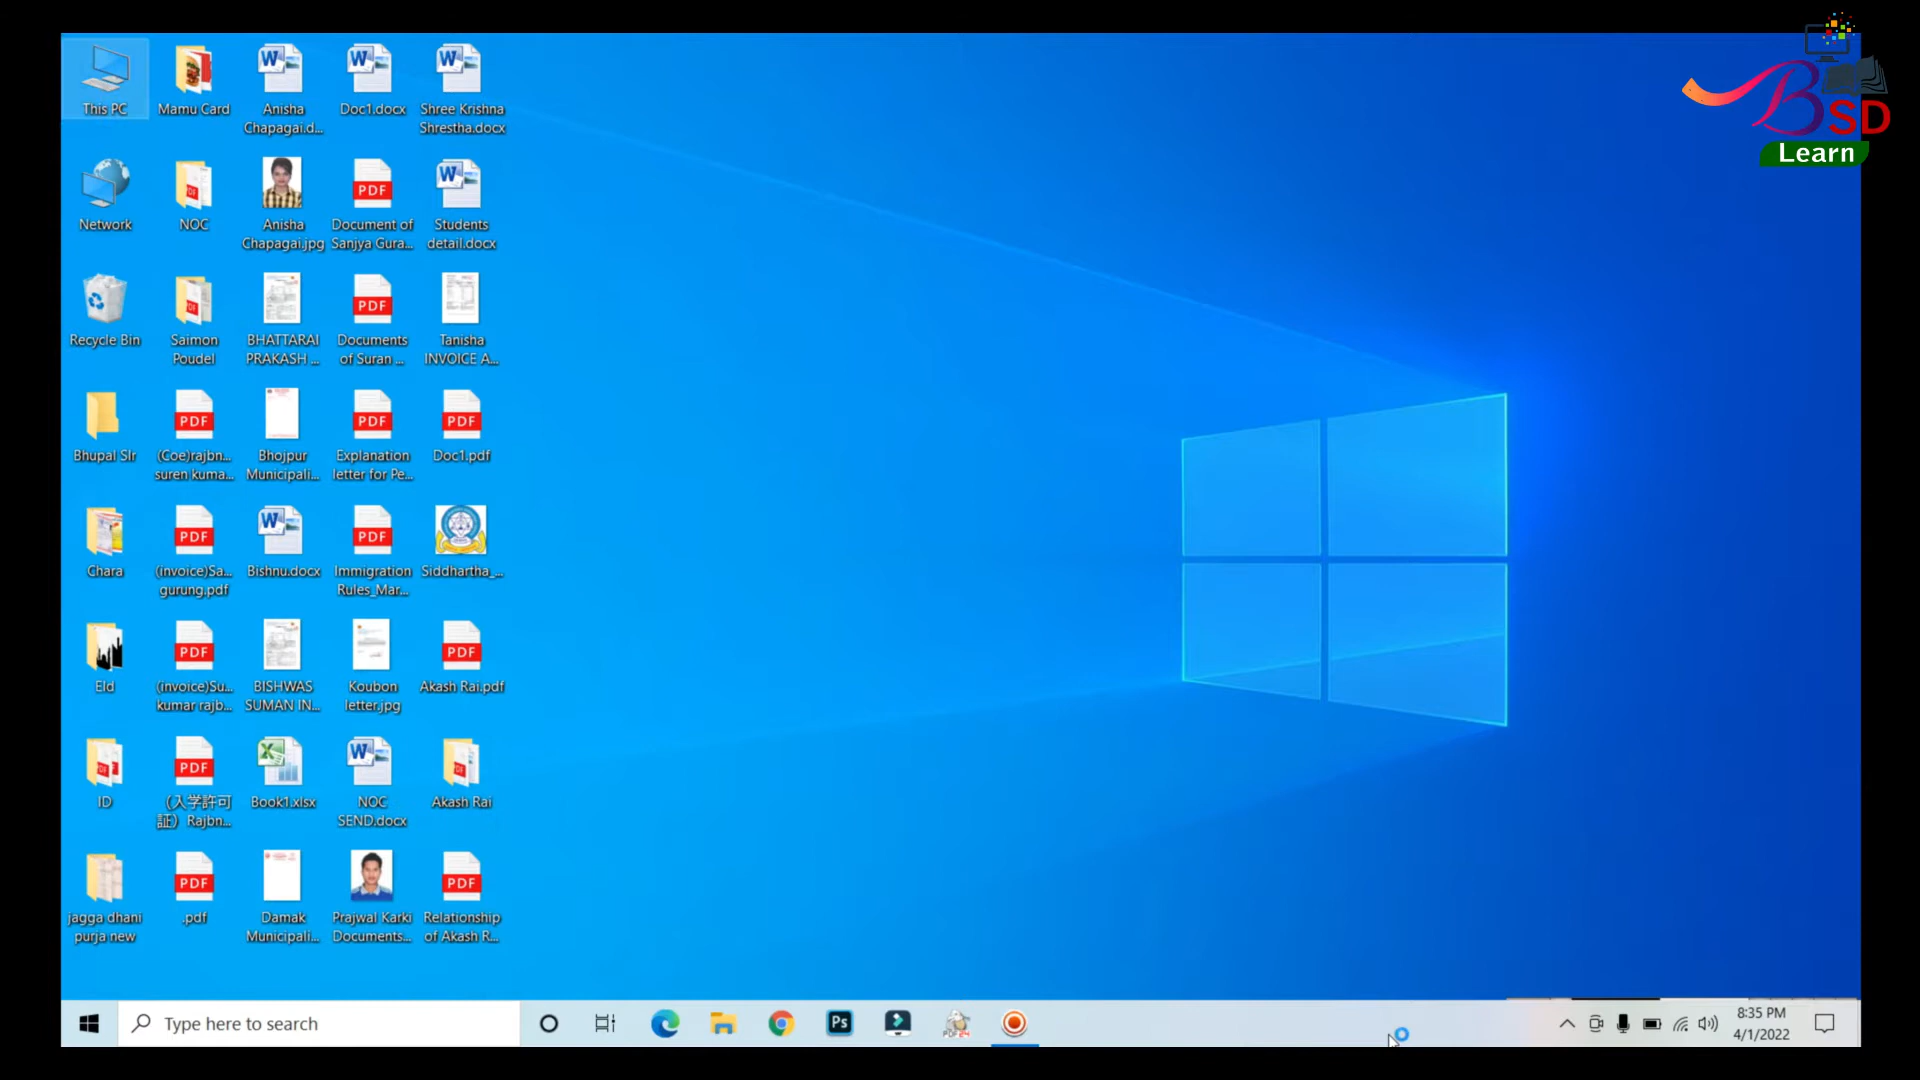 BSD
Learn
This PC
Mamu Card
Anisha
Chapagai.d...
Doc1.docx
Shree Krishna
Shrestha.docx
Network
NOC
Anisha
Chapagai.jpg
Document of
Sanjya Gura...
Students
detail.docx
Recycle Bin
Saimon
Poudel
BHATTARAI
PRAKASH ...
Documents
of Suran ...
Tanisha
INVOICE A...
Bhupal SIr
(Coe)rajbn...
suren kuma...
Bhojpur
Municipali...
Explanation
letter for Pe...
Doc1.pdf
Chara
(invoice)Sa...
gurung.pdf
Bishnu.docx
Immigration
Rules_Mar...
Siddhartha_...
Eld
(invoice)Su...
kumar rajb...
BISHWAS
SUMAN IN...
Koubon
letter.jpg
Akash Rai.pdf
ID
（入学許可
証）Rajbn...
Book1.xlsx
NOC
SEND.docx
Akash Rai
jagga dhani
purja new
.pdf
Damak
Municipali...
Prajwal Karki
Documents...
Relationship
of Akash R...
Type here to search
Ps
8:35 PM
4/1/2022